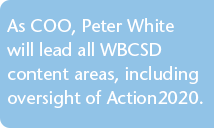 As COO, Peter White
will lead all WBCSD
content areas, including
oversight of Action2020.